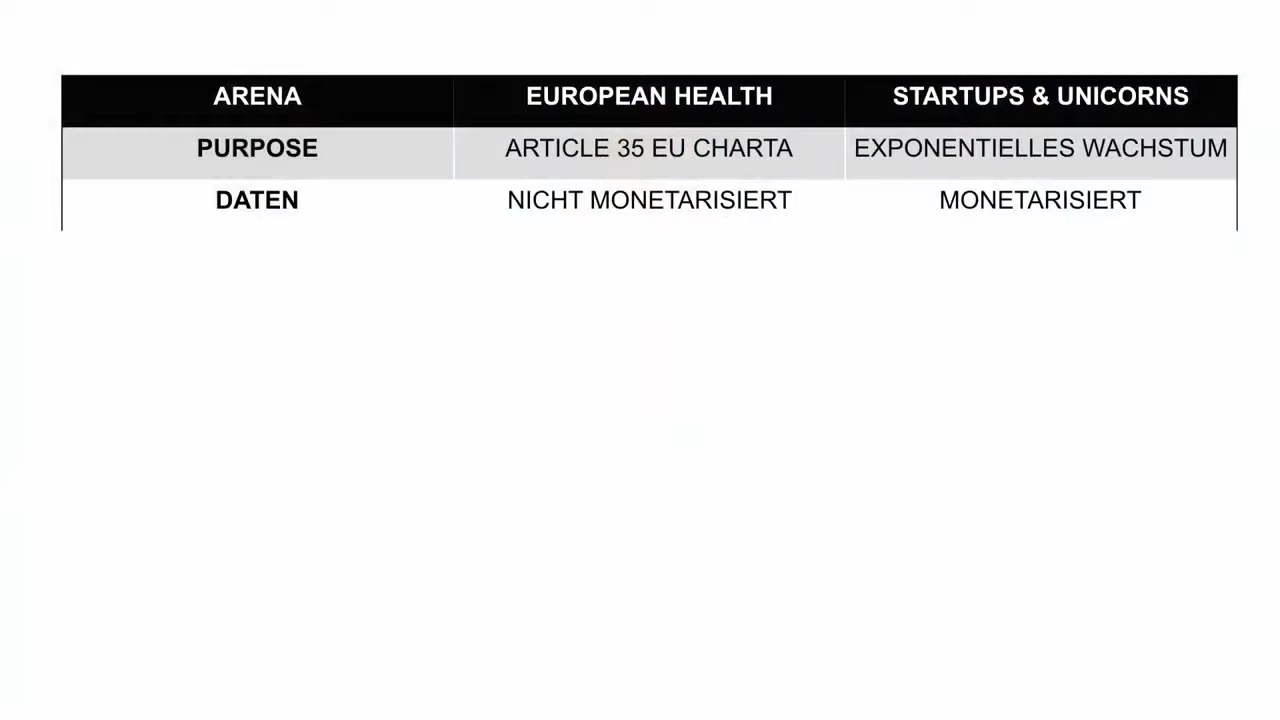 ARENA EUROPEAN HEALTH STARTUPS & UNICORNS
PURPOSE ARTICLE 35 EU CHARTA EXPONENTIELLES WACHSTUM
DATEN NICHT MONETARISIERT MONETARISIERT